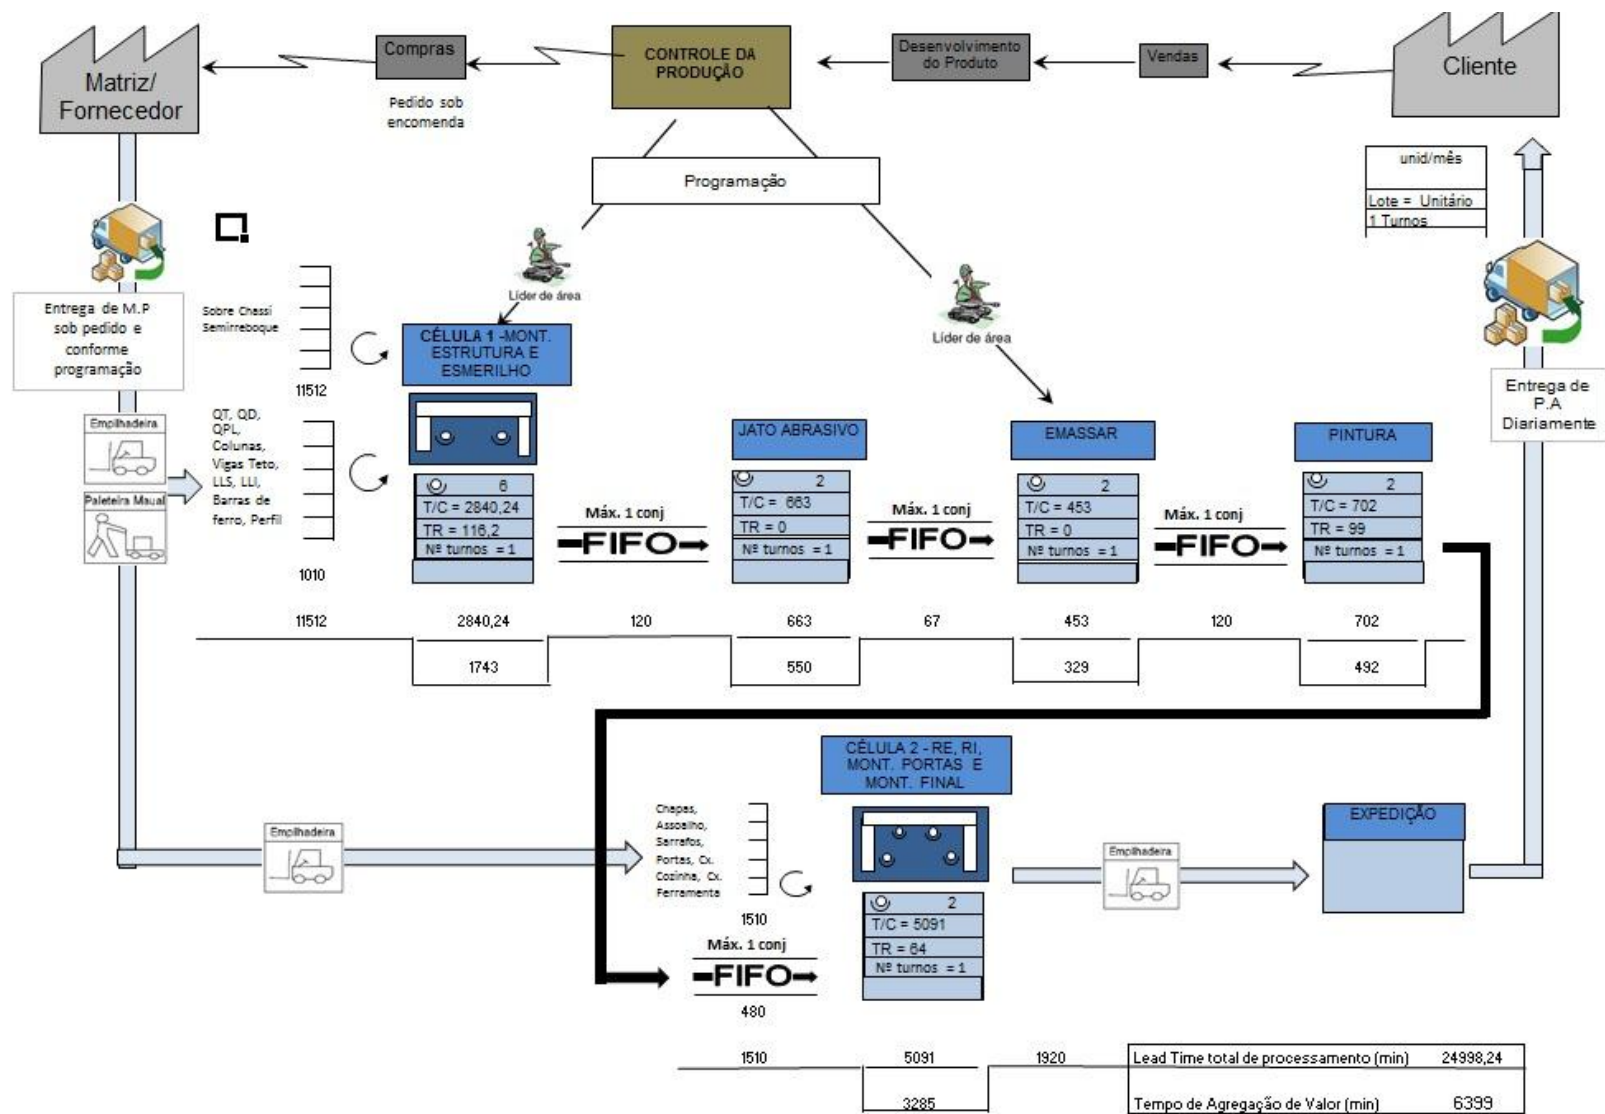 Matriz/
Fornecedor
Compras
Pedido sob
encomenda
CONTROLE DA
PRODUÇÃO
Desenvolvimento
do Produto
Vendas
Cliente
Programação
unid/mês
Lote = Unitário
1 Turnos
Entrega de M.P
sob pedido e
conforme
programação
Sobre Chassi
Semirreboque
11512
Líder de área
Líder de área
CÉLULA 1 -MONT.
ESTRUTURA E
ESMERILHO
Entrega de
P.A
Diariamente
Empilhadeira
Paleteira Maual
QT, QD,
QPL,
Colunas,
Vigas Teto,
LLS, LLI,
Barras de
ferro, Perfil
1010
6
T/C = 2840,24
TR = 116,2
Nº turnos = 1
Máx. 1 conj
FIFO
JATO ABRASIVO
2
T/C = 663
TR = 0
Nº turnos = 1
Máx. 1 conj
FIFO
EMASSAR
2
T/C = 453
TR = 0
Nº turnos = 1
Máx. 1 conj
FIFO
PINTURA
2
T/C = 702
TR = 99
Nº turnos = 1
11512 2840,24 120 663 67 453 120 702
1743 550 329 492
CÉLULA 2 - RE, RI,
MONT. PORTAS E
MONT. FINAL
Empilhadeira
Chapas,
Assoalho,
Sarrafos,
Portas, Cx.
Cozinha, Cx.
Ferramenta
1510
Máx. 1 conj
FIFO
480
2
T/C = 5091
TR = 64
Nº turnos = 1
Empilhadeira
EXPEDIÇÃO
1510 5091 1920
3285
Lead Time total de processamento (min) 24998,24
Tempo de Agregação de Valor (min) 6399